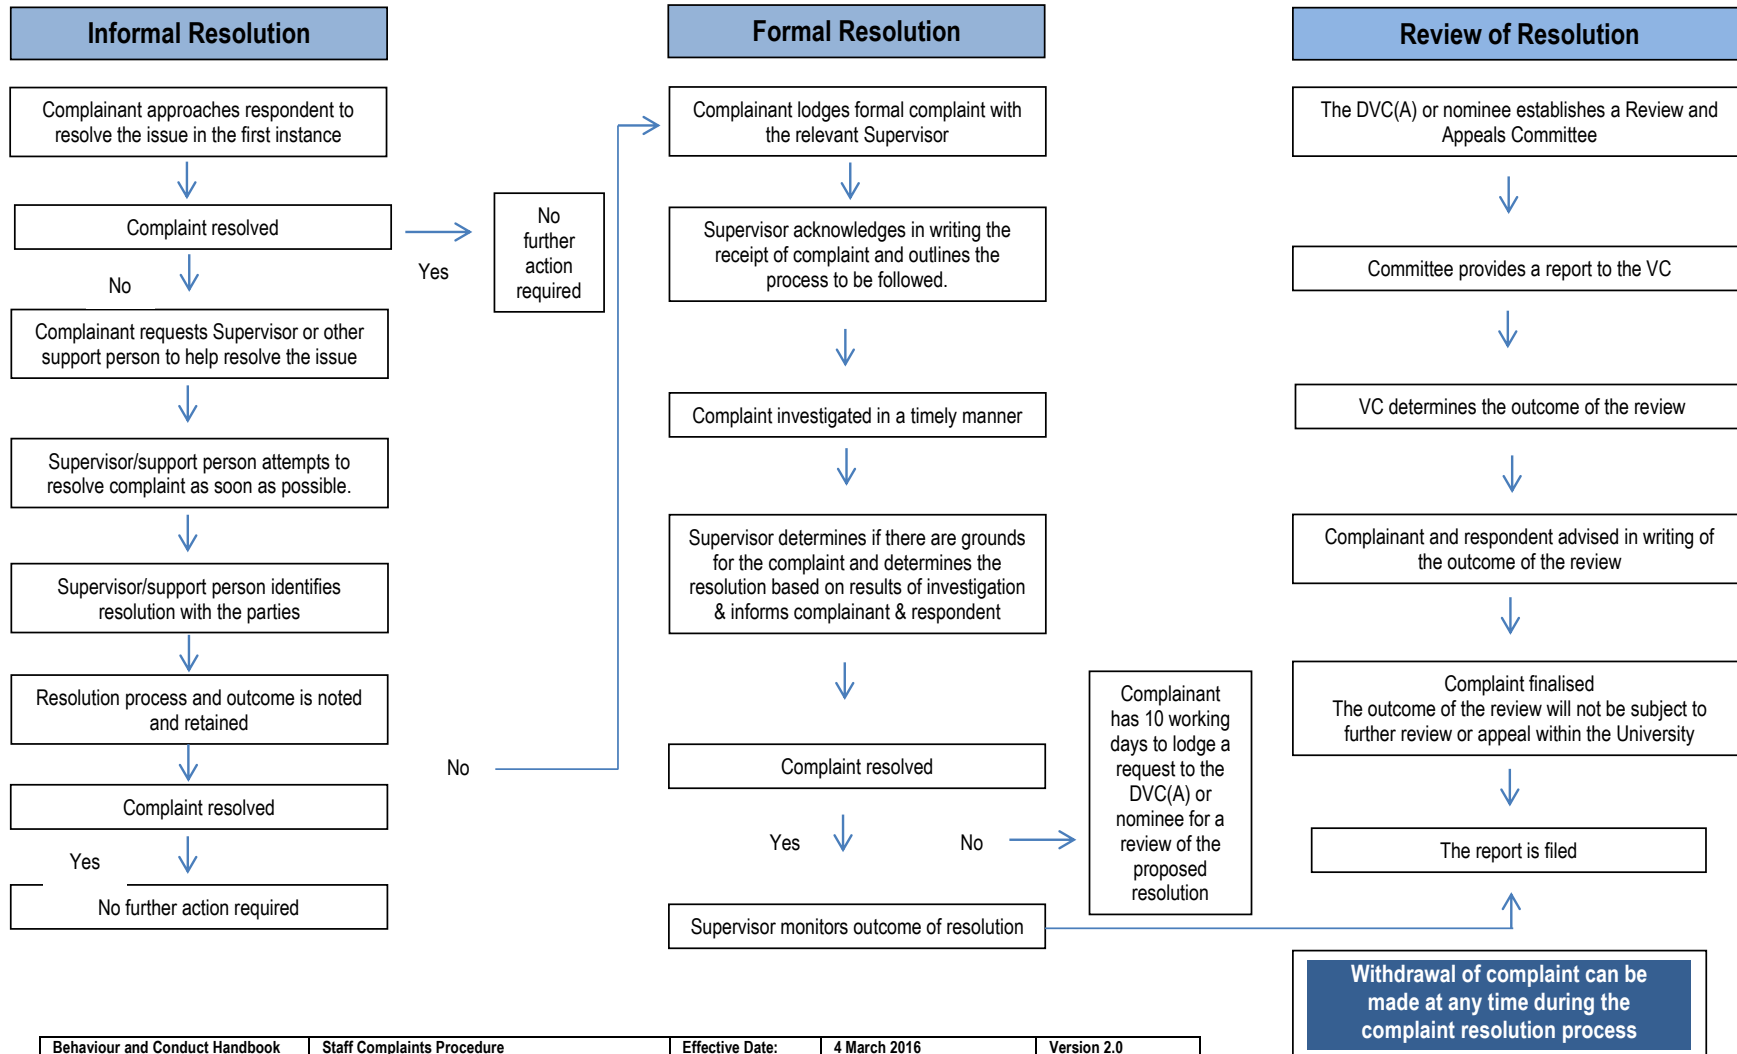 Informal Resolution
Complainant approaches respondent to
resolve the issue in the first instance
Complaint resolved
Yes
No
further
action
required
No
Complainant requests Supervisor or other
support person to help resolve the issue
Supervisor/support person attempts to
resolve complaint as soon as possible.
Supervisor/support person identifies
resolution with the parties
Resolution process and outcome is noted
and retained
Complaint resolved
No
Yes
No further action required
Formal Resolution
Complainant lodges formal complaint with
the relevant Supervisor
Supervisor acknowledges in writing the
receipt of complaint and outlines the
process to be followed.
Complaint investigated in a timely manner
Supervisor determines if there are grounds
for the complaint and determines the
resolution based on results of investigation
& informs complainant & respondent
Complaint resolved
Yes
No
Complainant
has 10 working
days to lodge a
request to the
DVC(A) or
nominee for a
review of the
proposed
resolution
Supervisor monitors outcome of resolution
Review of Resolution
The DVC(A) or nominee establishes a Review and
Appeals Committee
Committee provides a report to the VC
VC determines the outcome of the review
Complainant and respondent advised in writing of
the outcome of the review
Complaint finalised
The outcome of the review will not be subject to
further review or appeal within the University
The report is filed
Withdrawal of complaint can be
made at any time during the
complaint resolution process
Behaviour and Conduct Handbook Staff Complaints Procedure Effective Date: 4 March 2016 Version 2.0